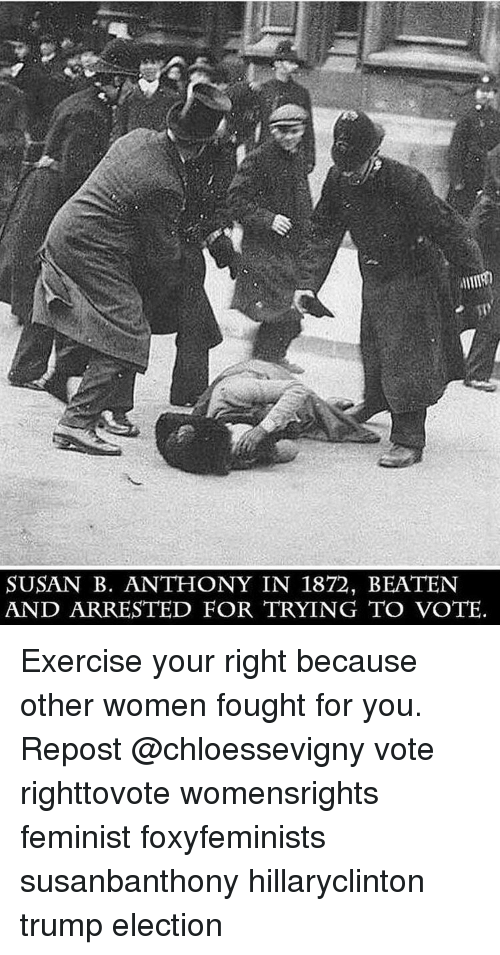 SUSAN B. ANTHONY IN 1872, BEATEN
AND ARRESTED FOR TRYING TO VOTE.
Exercise your right because
other women fought for you.
Repost @chloessevigny vote
righttovote womensrights
feminist foxyfeminists
susanbanthony hillaryclinton
trump election